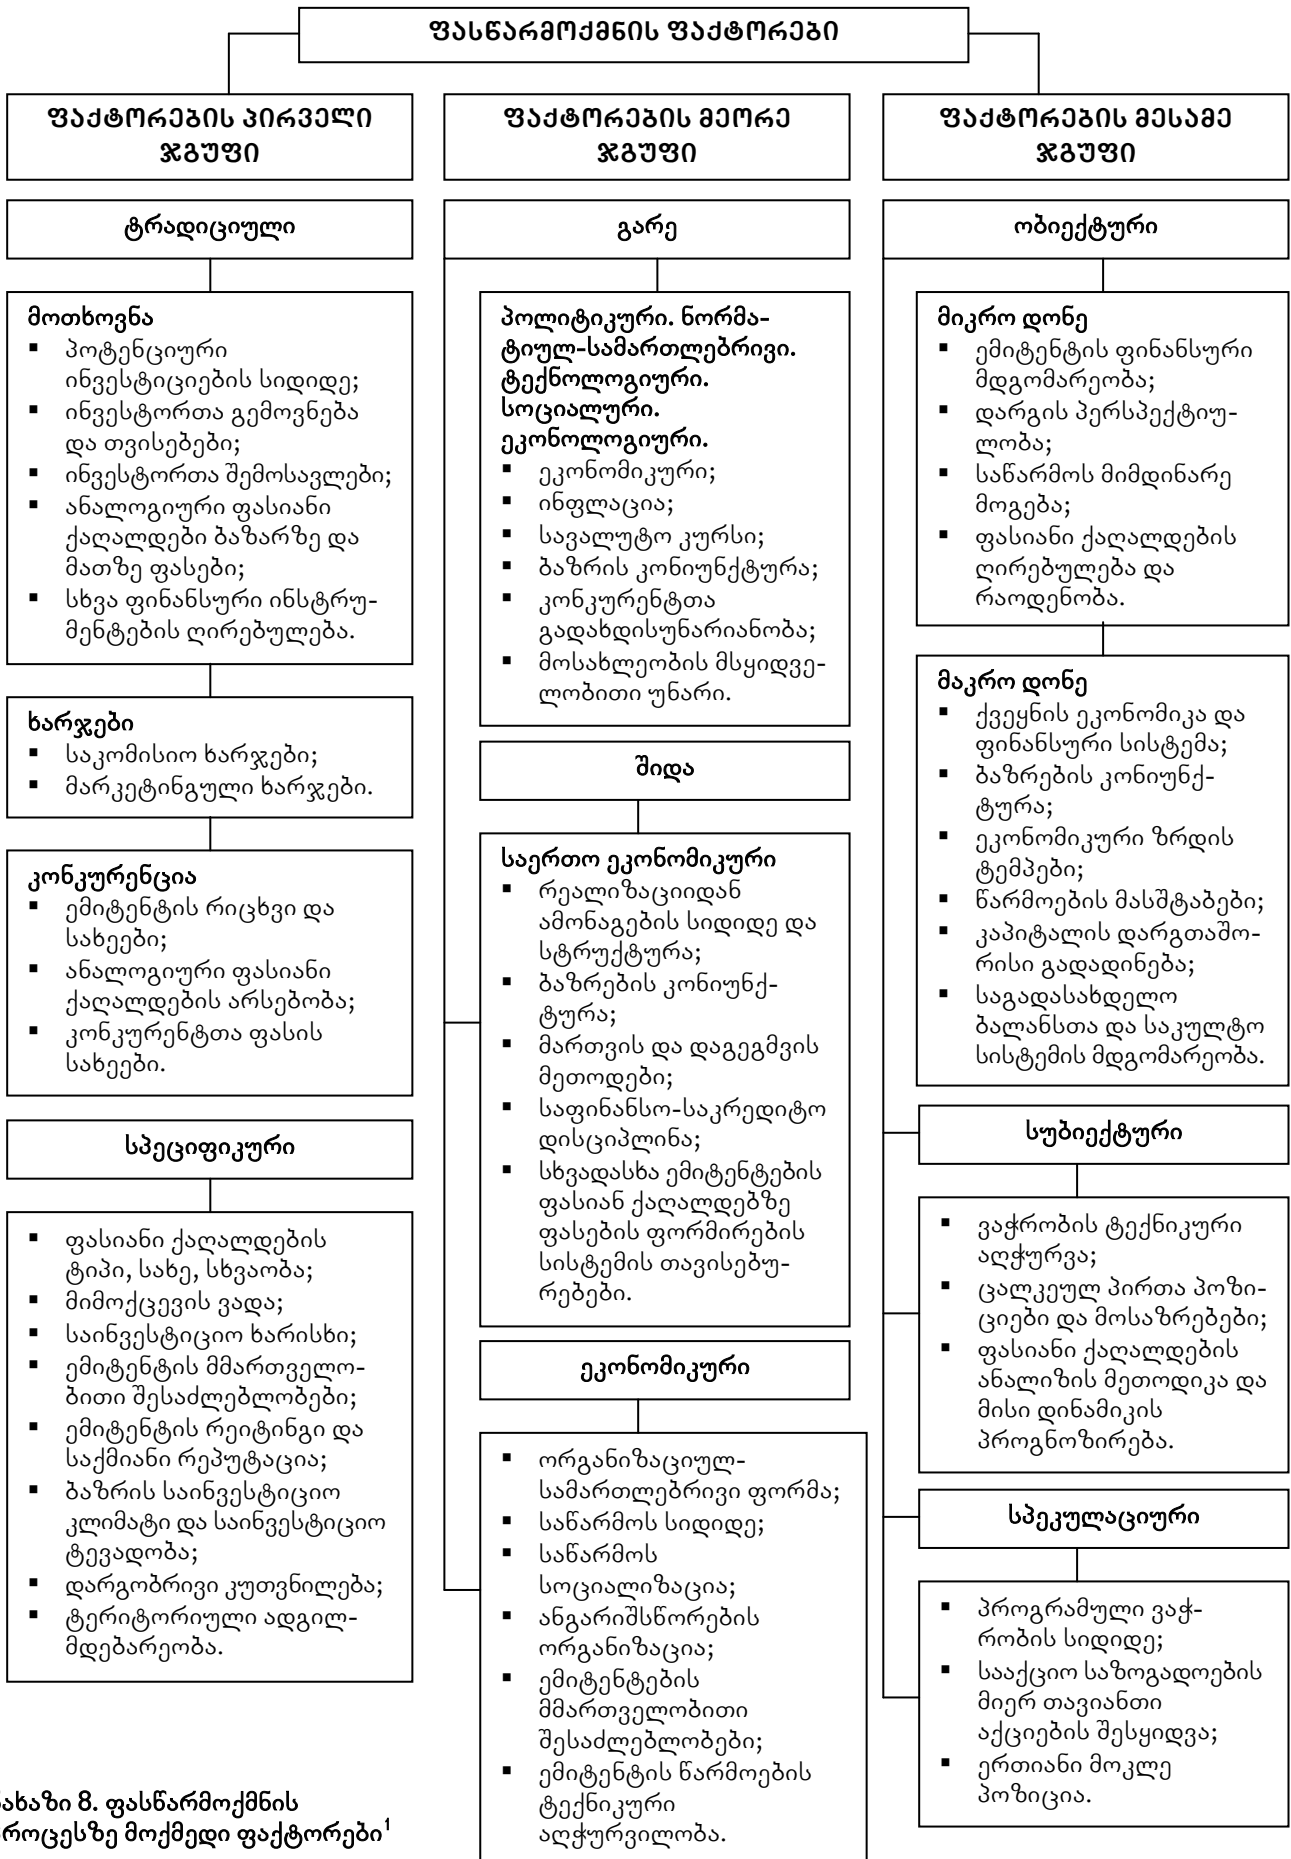 ფასწარმოქმნის ფაქტორები
ფაქტორების პირველი
ჯგუფი
ტრადიციული
მოთხოვნა
▪ პოტენციური
ინვესტიციების სიდიდე;
▪ ინვესტორთა გემოვნება
და თვისებები;
▪ ინვესტორთა შემოსავლები;
▪ ანალოგიური ფასიანი
ქაღალდები ბაზარზე და
მათზე ფასები;
▪ სხვა ფინანსური ინსტრუ-
მენტების ღირებულება.
ხარჯები
▪ საკომისიო ხარჯები;
▪ მარკეტინგული ხარჯები.
კონკურენცია
▪ ემიტენტის რიცხვი და
სახეები;
▪ ანალოგიური ფასიანი
ქაღალდების არსებობა;
▪ კონკურენტთა ფასის
სახეები.
სპეციფიკური
▪ ფასიანი ქაღალდების
ტიპი, სახე, სხვაობა;
▪ მიმოქცევის ვადა;
▪ საინვესტიციო ხარისხი;
▪ ემიტენტის მმართველო-
ბითი შესაძლებლობები;
▪ ემიტენტის რეიტინგი და
საქმიანი რეპუტაცია;
▪ ბაზრის საინვესტიციო
კლიმატი და საინვესტიციო
ტევადობა;
▪ დარგობრივი კუთვნილება;
▪ ტერიტორიული ადგილ-
მდებარეობა.
ფაქტორების მეორე
ჯგუფი
გარე
პოლიტიკური. ნორმა-
ტიულ-სამართლებრივი.
ტექნოლოგიური.
სოციალური.
ეკონოლოგიური.
▪ ეკონომიკური;
▪ ინფლაცია;
▪ სავალუტო კურსი;
▪ ბაზრის კონიუნქტურა;
▪ კონკურენტთა
გადახდისუნარიანობა;
▪ მოსახლეობის მსყიდვე-
ლობითი უნარი.
შიდა
საერთო ეკონომიკური
▪ რეალიზაციიდან
ამონაგების სიდიდე და
სტრუქტურა;
▪ ბაზრების კონიუნქ-
ტურა;
▪ მართვის და დაგეგმვის
მეთოდები;
▪ საფინანსო-საკრედიტო
დისციპლინა;
▪ სხვადასხა ემიტენტების
ფასიან ქაღალდებზე
ფასების ფორმირების
სისტემის თავისებუ-
რებები.
ეკონომიკური
▪ ორგანიზაციულ-
სამართლებრივი ფორმა;
▪ საწარმოს სიდიდე;
▪ საწარმოს
სოციალიზაცია;
▪ ანგარიშსწორების
ორგანიზაცია;
▪ ემიტენტების
მმართველობითი
შესაძლებლობები;
▪ ემიტენტის წარმოების
ტექნიკური
აღჭურვილობა.
ფაქტორების მესამე
ჯგუფი
ობიექტური
მიკრო დონე
▪ ემიტენტის ფინანსური
მდგომარეობა;
▪ დარგის პერსპექტიუ-
ლობა;
▪ საწარმოს მიმდინარე
მოგება;
▪ ფასიანი ქაღალდების
ღირებულება და
რაოდენობა.
მაკრო დონე
▪ ქვეყნის ეკონომიკა და
ფინანსური სისტემა;
▪ ბაზრების კონიუნქ-
ტურა;
▪ ეკონომიკური ზრდის
ტემპები;
▪ წარმოების მასშტაბები;
▪ კაპიტალის დარგთაშო-
რისი გადადინება;
▪ საგადასახდელო
ბალანსთა და საკულტო
სისტემის მდგომარეობა.
სუბიექტური
▪ ვაჭრობის ტექნიკური
აღჭურვა;
▪ ცალკეულ პირთა პოზი-
ციები და მოსაზრებები;
▪ ფასიანი ქაღალდების
ანალიზის მეთოდიკა და
მისი დინამიკის
პროგნოზირება.
სპეკულაციური
▪ პროგრამული ვაჭ-
რობის სიდიდე;
▪ სააქციო საზოგადოების
მიერ თავიანთი
აქციების შესყიდვა;
▪ ერთიანი მოკლე
პოზიცია.
ნახაზი 8. ფასწარმოქმნის
პროცესზე მოქმედი ფაქტორები¹